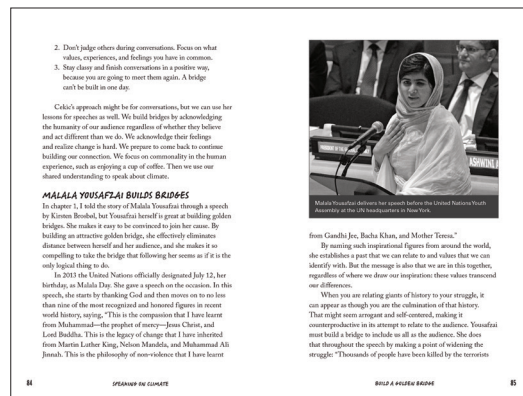 2. Don't judge others during conversations. Focus on what
values, experiences, and feelings you have in common.
3. Stay classy and finish conversations in a positive way,
because you are going to meet them again. A bridge
can't be built in one day.
Cekic's approach might be for conversations, but we can use her
lessons for speeches as well. We build bridges by acknowledging
the humanity of our audience regardless of whether they believe
and act different than we do. We acknowledge their feelings
and realize change is hard. We prepare to come back to continue
building our connection. We focus on commonality in the human
experience, such as enjoying a cup of coffee. Then we use our
shared understanding to speak about climate.
MALALA YOUSAFZAI BUILDS BRIDGES
In chapter 1, I told the story of Malala Yousafzai through a speech
by Kirsten Brosbøl, but Yousafzai herself is great at building golden
bridges. She makes it easy to be convinced to join her cause. By
building an attractive golden bridge, she effectively eliminates
distance between herself and her audience, and she makes it so
compelling to take the bridge that following her seems as if it is the
only logical thing to do.
In 2013 the United Nations officially designated July 12, her
birthday, as Malala Day. She gave a speech on the occasion. In this
speech, she starts by thanking God and then moves on to no less
than nine of the most recognized and honored figures in recent
world history, saying, "This is the compassion that I have learnt
from Muhammad—the prophet of mercy—Jesus Christ, and
Lord Buddha. This is the legacy of change that I have inherited
from Martin Luther King, Nelson Mandela, and Muhammad Ali
Jinnah. This is the philosophy of non-violence that I have learnt
84
SPEAKING ON CLIMATE
PRESIDENT OF THE
ASHWINI
Malala Yousafzai delivers her speech before the United Nations Youth
Assembly at the UN headquarters in New York.
from Gandhi Jee, Bacha Khan, and Mother Teresa."
By naming such inspirational figures from around the world,
she establishes a past that we can relate to and values that we can
identify with. But the message is also that we are in this together,
regardless of where we draw our inspiration: these values transcend
our differences.
When you are relating giants of history to your struggle, it
can appear as though you are the culmination of that history.
That might seem arrogant and self-centered, making it
counterproductive in its attempt to relate to the audience. Yousafzai
must build a bridge to include us all as the audience. She does
that throughout the speech by making a point of widening the
struggle: "Thousands of people have been killed by the terrorists
BUILD A GOLDEN BRIDGE
85